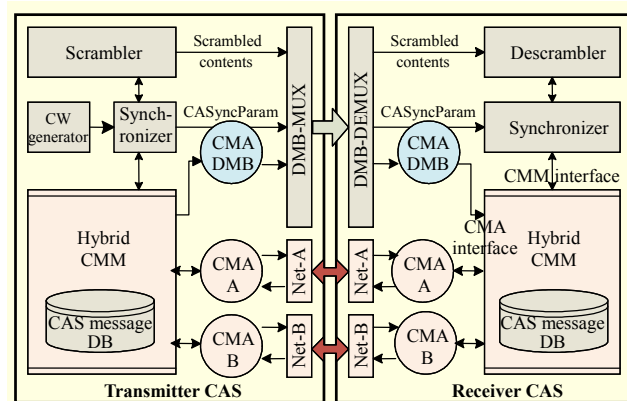 Scrambler
Scrambled
contents
CW
generator
Synch-
ronizer
CASyncParam
CMA
DMB
DMB-MUX
Hybrid
CMM
CAS message
DB
CMA
A
Net-A
CMA
B
Net-B
Transmitter CAS
DMB-DEMUX
Scrambled
contents
Descrambler
CASyncParam
Synchronizer
CMA
DMB
CMM interface
CMA
interface
Hybrid
CMM
Net-A
CMA
A
CAS message
DB
Net-B
CMA
B
Receiver CAS